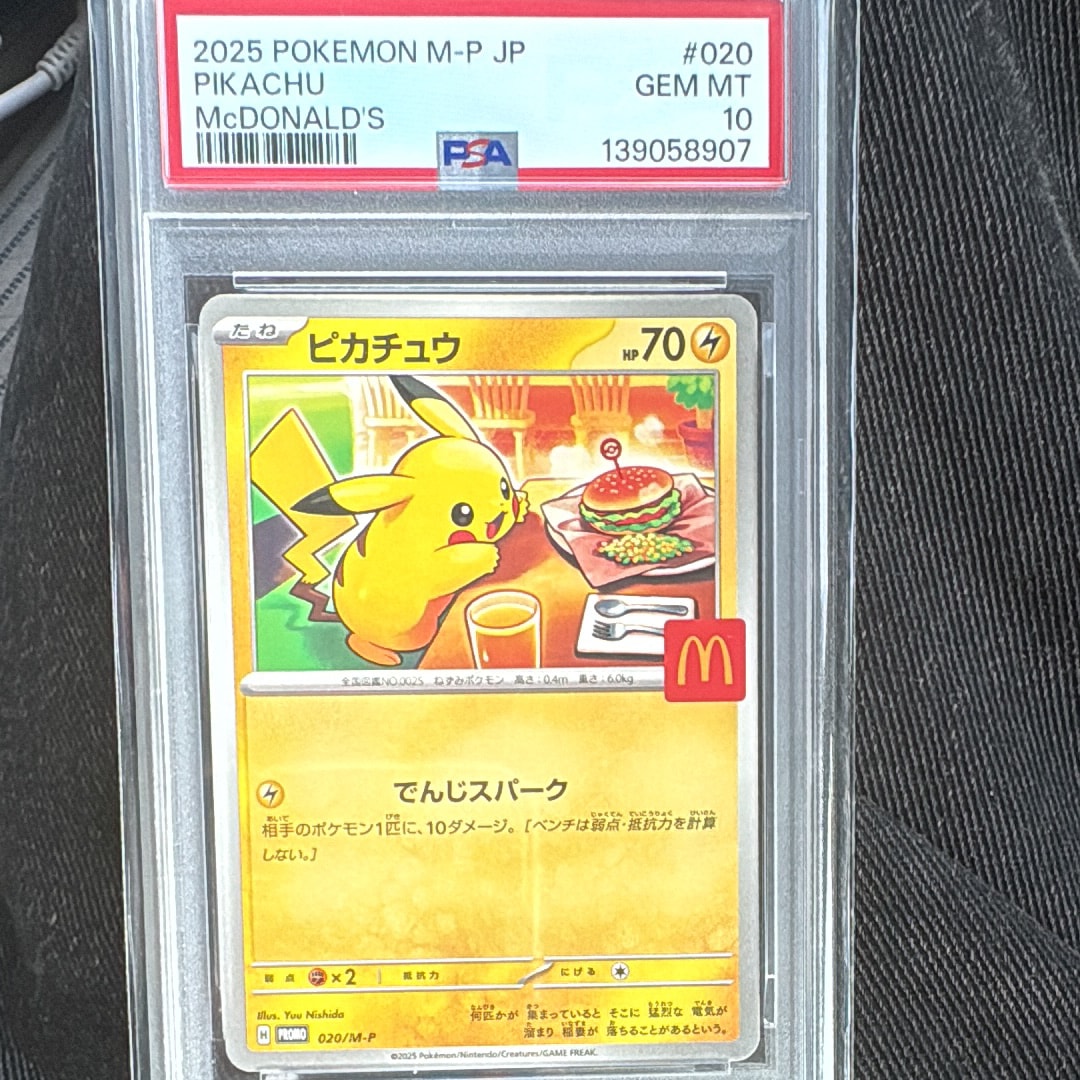 2025 POKEMON M-P JP #020
PIKACHU GEM MT
McDONALD'S 10
PSA 139058907
たね ピカチュウ HP 70
全国図鑑NO.0025 ねずみポケモン 高さ:0.4m 重さ:6.0kg
でんじスパーク
相手のポケモン1匹に、10ダメージ。[ベンチは弱点・抵抗力を計算
しない。]
弱点 ×2 抵抗力 にげる
Illus. Yuu Nishida
何匹かが 集まっていると そこに 猛烈な 電気が
溜まり 稲妻が 落ちることがあるという。
H PROMO 020/M-P
©2025 Pokémon/Nintendo/Creatures/GAME FREAK.